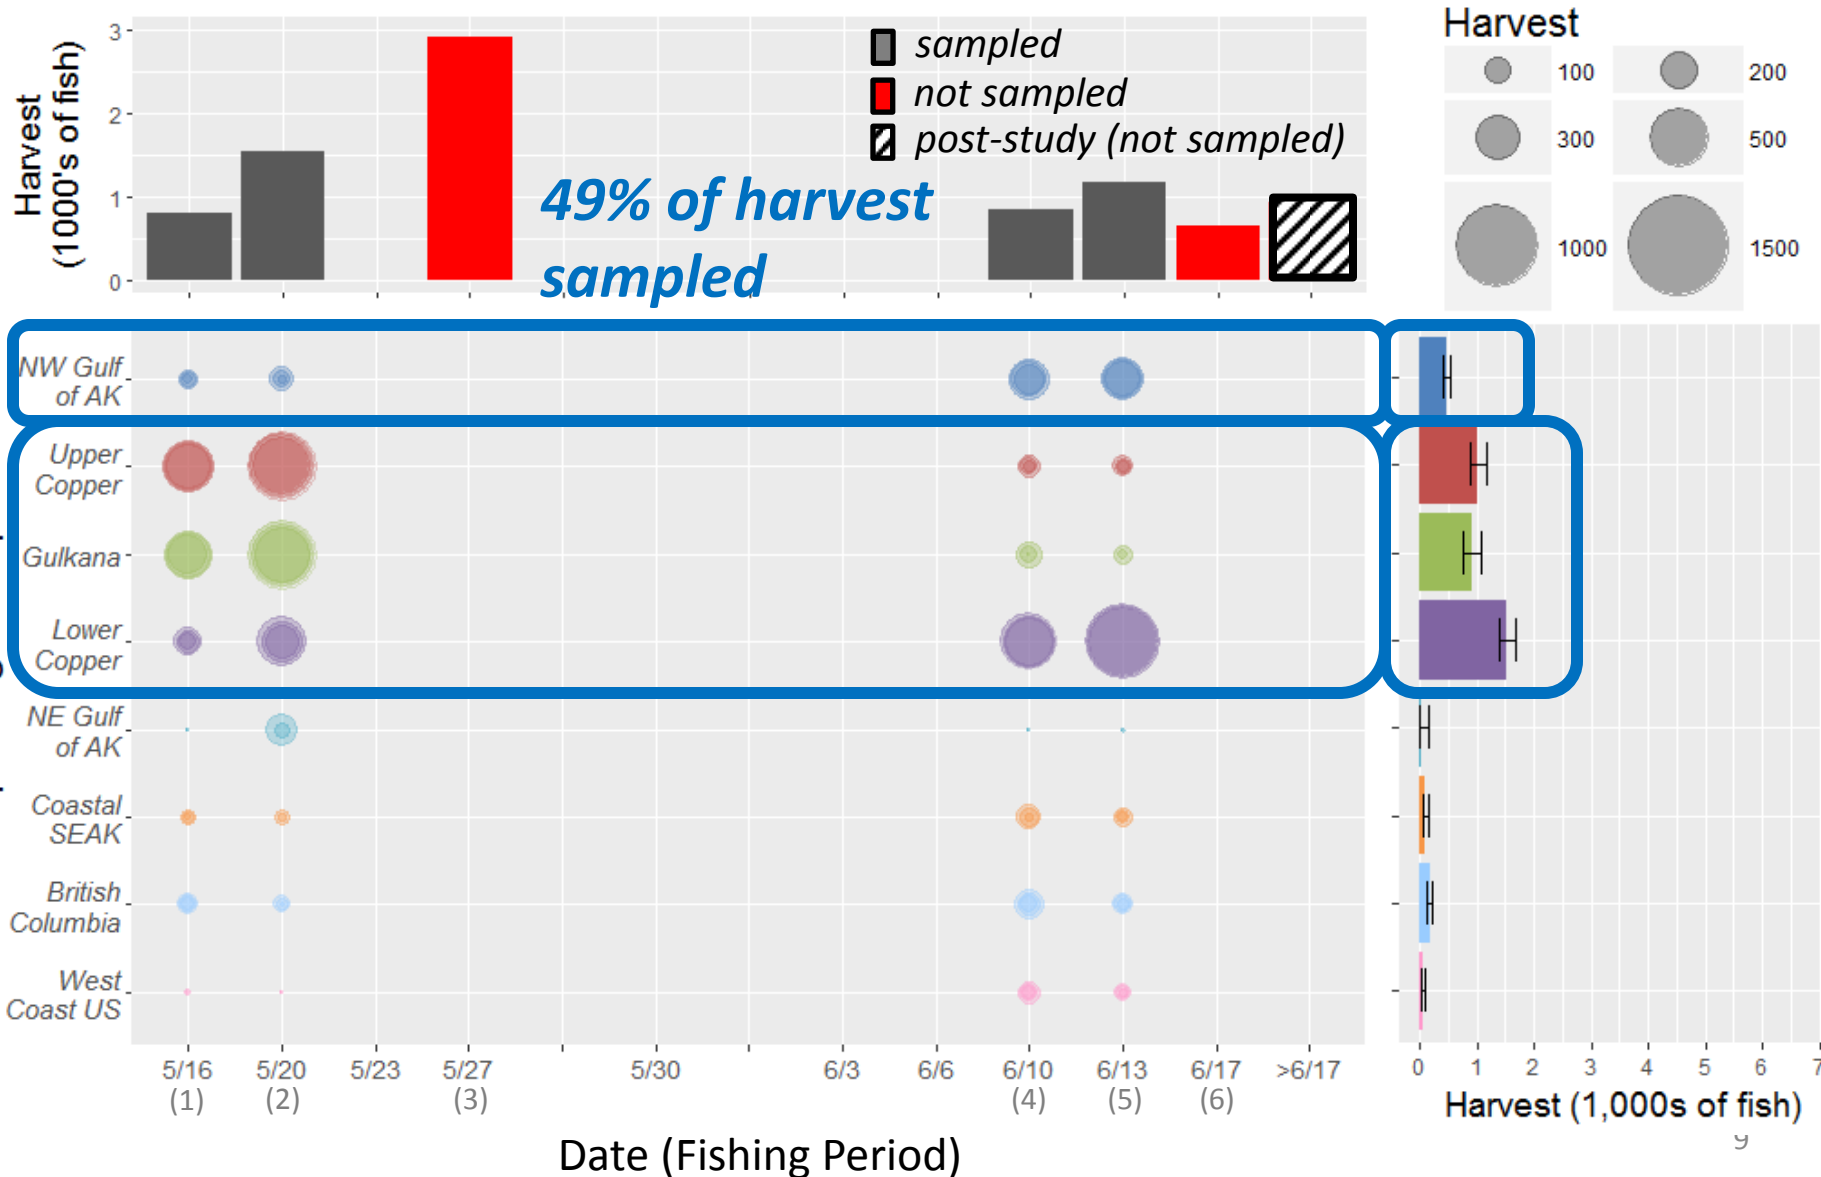 Harvest
(1000's of fish)
3
2
1
0
sampled
not sampled
post-study (not sampled)
49% of harvest
sampled
Harvest
100
200
300
500
1000
1500
NW Gulf
of AK
Upper
Copper
Gulkana
Lower
Copper
NE Gulf
of AK
Coastal
SEAK
British
Columbia
West
Coast US
5/16
5/20
5/23
5/27
5/30
6/3
6/6
6/10
6/13
6/17
>6/17
(1)
(2)
(3)
(4)
(5)
(6)
Date (Fishing Period)
0
1
2
3
4
5
6
7
Harvest (1,000s of fish)